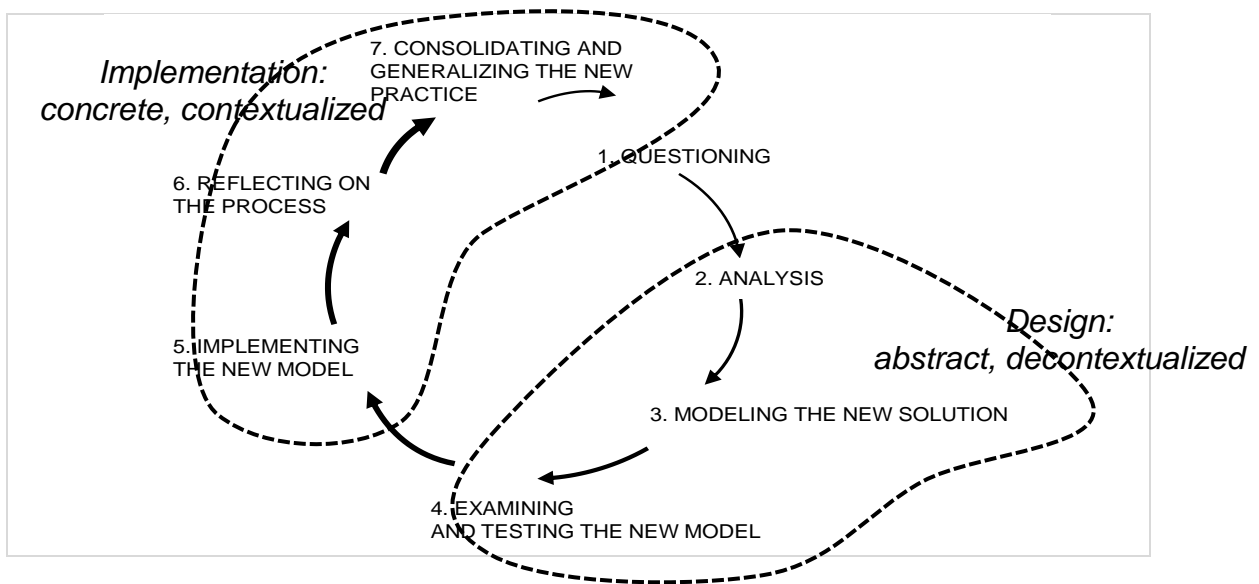 Implementation:
concrete, contextualized
7. CONSOLIDATING AND
GENERALIZING THE NEW
PRACTICE
1. QUESTIONING
6. REFLECTING ON
THE PROCESS
2. ANALYSIS
Design:
abstract, decontextualized
5. IMPLEMENTING
THE NEW MODEL
3. MODELING THE NEW SOLUTION
4. EXAMINING
AND TESTING THE NEW MODEL